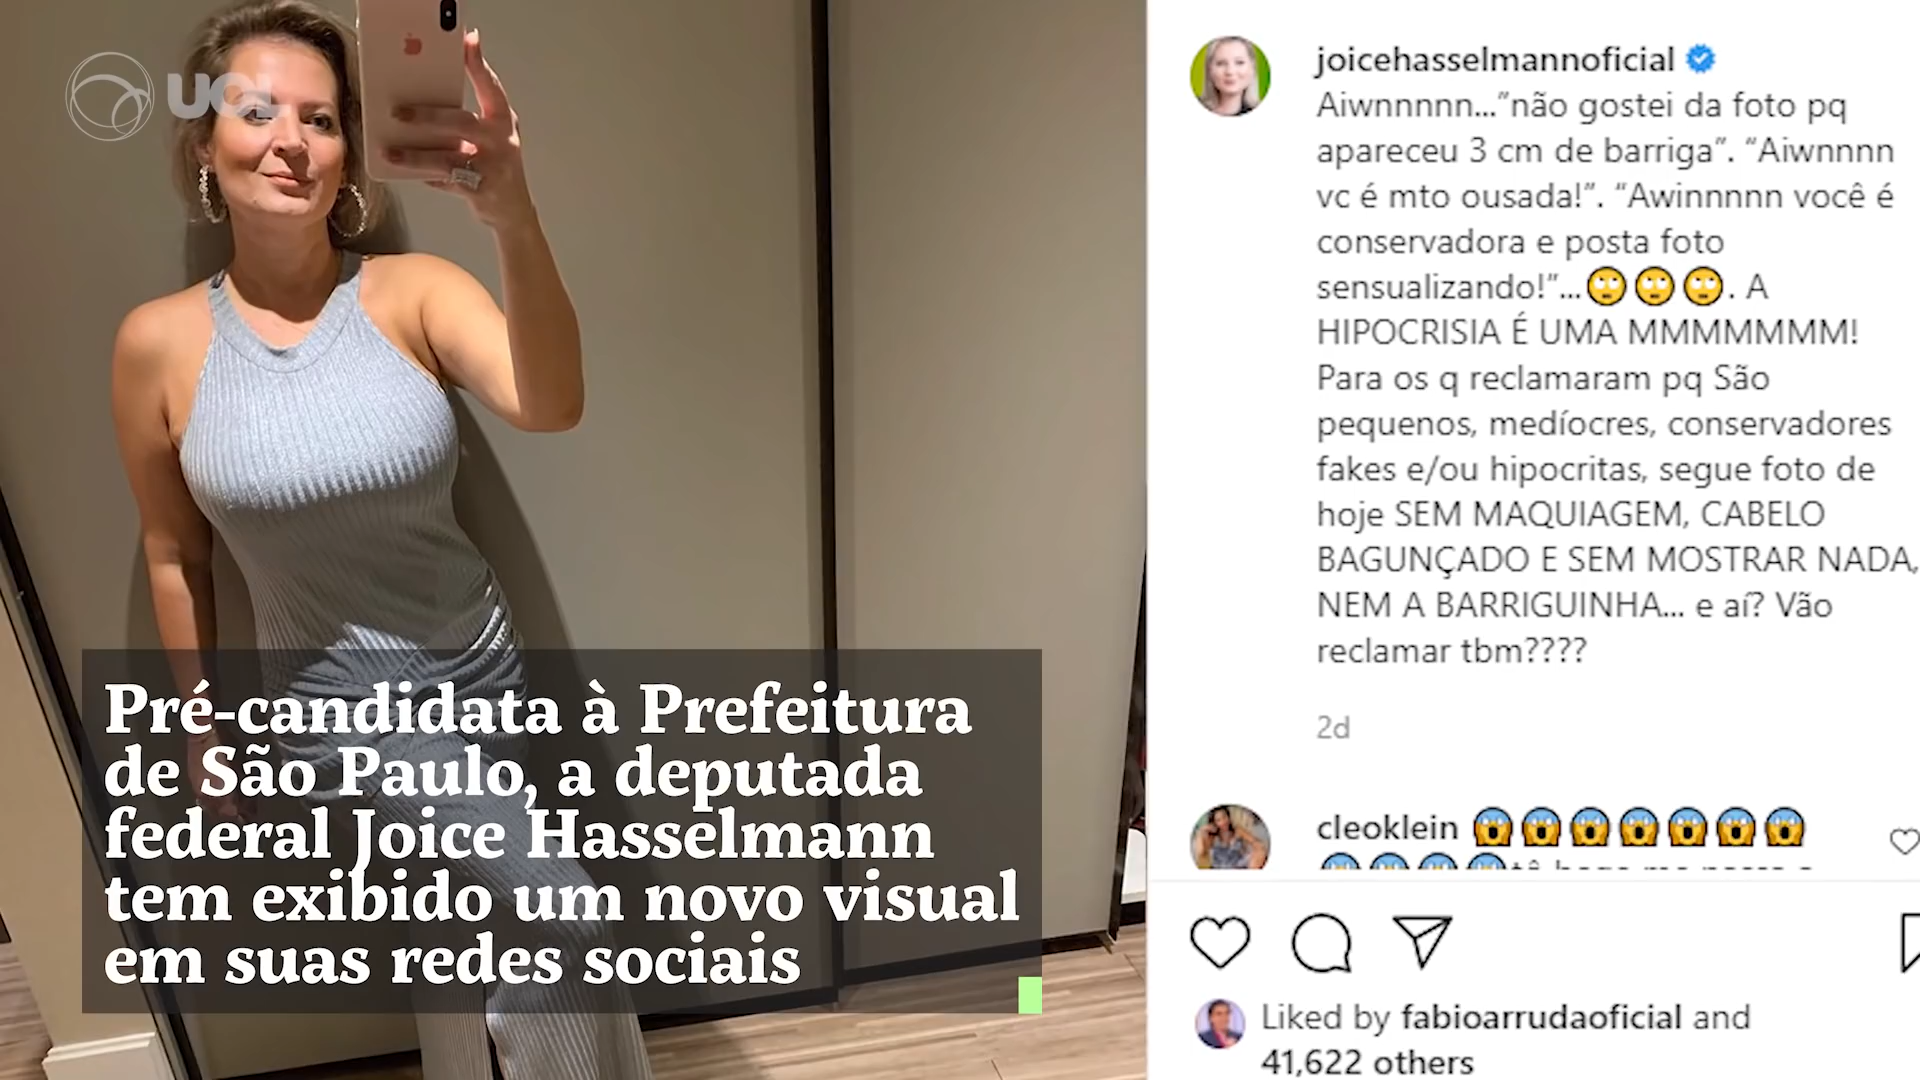 UOL
Pré-candidata à Prefeitura
de São Paulo, a deputada
federal Joice Hasselmann
tem exibido um novo visual
em suas redes sociais
joicehasselmannoficial
Aiwnnnnn...”não gostei da foto pq
apareceu 3 cm de barriga”. “Aiwnnnn
vc é mto ousada!”. “Awinnnnn você é
conservadora e posta foto
sensualizando!”...🙄🙄🙄. A
HIPOCRISIA É UMA MMMMMMM!
Para os q reclamaram pq São
pequenos, medíocres, conservadores
fakes e/ou hipocritas, segue foto de
hoje SEM MAQUIAGEM, CABELO
BAGUNÇADO E SEM MOSTRAR NADA,
NEM A BARRIGUINHA... e aí? Vão
reclamar tbm????
2d
cleoklein 😱😱😱😱😱😱😱
Liked by fabioarrudaoficial and
41,622 others